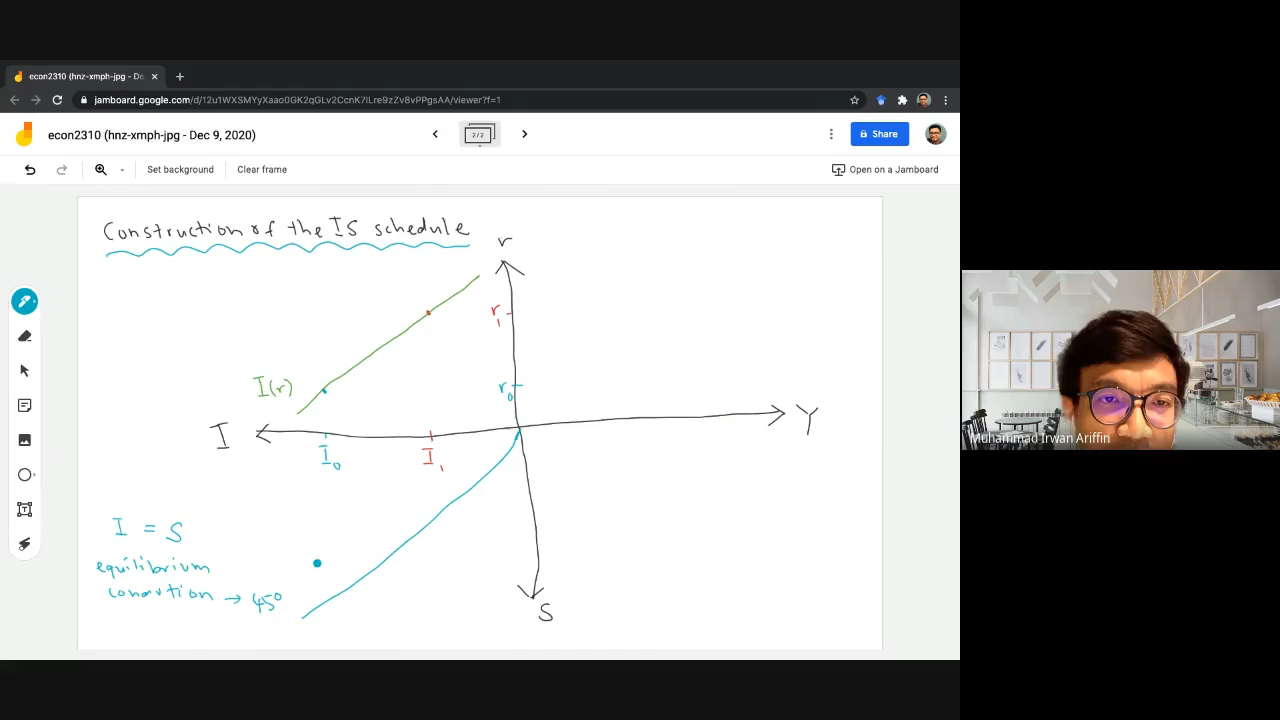 econ2310 (hnz-xmph-jpg - De
jamboard.google.com/d/12u1WXSMYyXaao0GK2qGLv2CcnK7lLre9zZv8vPPgsAA/viewer?f=1
econ2310 (hnz-xmph-jpg - Dec 9, 2020)
2/2
Share
Set background
Clear frame
Open on a Jamboard
Construction of the IS schedule
r
r1
I(r)
r0
Y
I
I0
I1
I = S
equilibrium
condition → 45°
S
Muhammad Irwan Ariffin